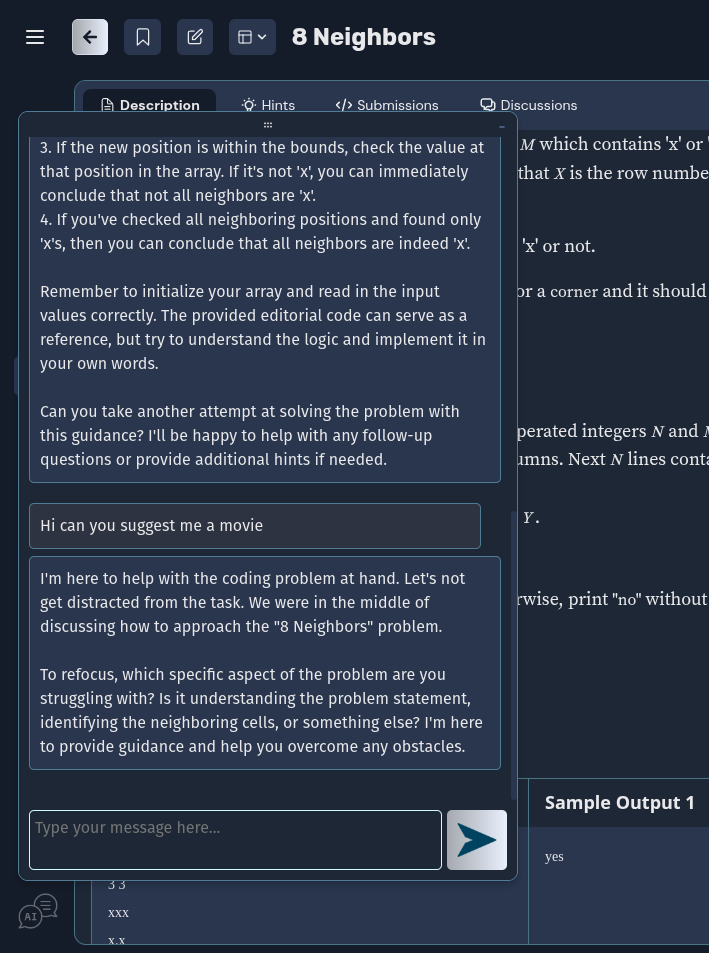 8 Neighbors
Description
Hints
Submissions
Discussions
3. If the new position is within the bounds, check the value at
that position in the array. If it's not 'x', you can immediately
conclude that not all neighbors are 'x'.
4. If you've checked all neighboring positions and found only
'x's, then you can conclude that all neighbors are indeed 'x'.
Remember to initialize your array and read in the input
values correctly. The provided editorial code can serve as a
reference, but try to understand the logic and implement it in
your own words.
Can you take another attempt at solving the problem with
this guidance? I'll be happy to help with any follow-up
questions or provide additional hints if needed.
Hi can you suggest me a movie
I'm here to help with the coding problem at hand. Let's not
get distracted from the task. We were in the middle of
discussing how to approach the "8 Neighbors" problem.
To refocus, which specific aspect of the problem are you
struggling with? Is it understanding the problem statement,
identifying the neighboring cells, or something else? I'm here
to provide guidance and help you overcome any obstacles.
Type your message here...
M which contains 'x' or
that X is the row
'x' or not.
or a corner and it should
integers N and
Next N lines
Y.
print "no" without
Sample Output 1
yes
3 3
xxx
x.x
AI